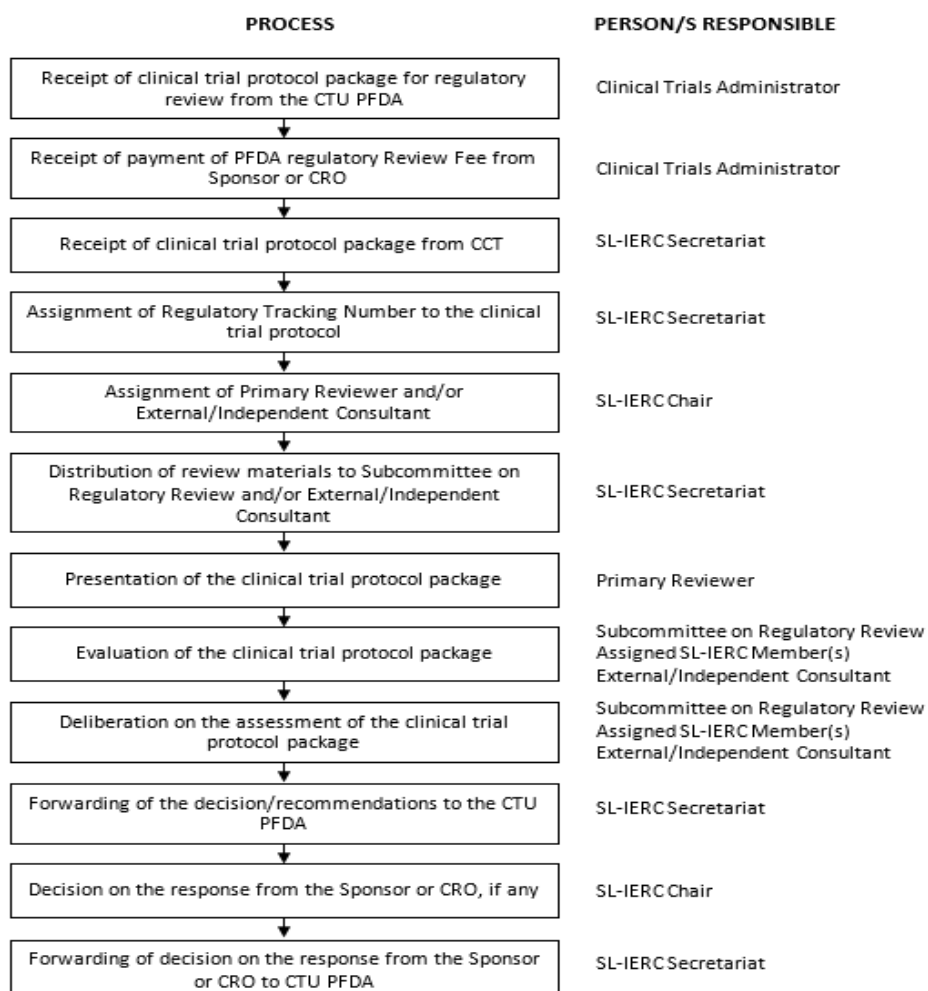 PROCESS
PERSON/S RESPONSIBLE
Receipt of clinical trial protocol package for regulatory
review from the CTU PFDA
Clinical Trials Administrator
Receipt of payment of PFDA regulatory Review Fee from
Sponsor or CRO
Clinical Trials Administrator
Receipt of clinical trial protocol package from CCT
SL-IERC Secretariat
Assignment of Regulatory Tracking Number to the clinical
trial protocol
SL-IERC Secretariat
Assignment of Primary Reviewer and/or
External/Independent Consultant
SL-IERC Chair
Distribution of review materials to Subcommittee on
Regulatory Review and/or External/Independent
Consultant
SL-IERC Secretariat
Presentation of the clinical trial protocol package
Primary Reviewer
Evaluation of the clinical trial protocol package
Subcommittee on Regulatory Review
Assigned SL-IERC Member(s)
External/Independent Consultant
Deliberation on the assessment of the clinical trial
protocol package
Subcommittee on Regulatory Review
Assigned SL-IERC Member(s)
External/Independent Consultant
Forwarding of the decision/recommendations to the CTU
PFDA
SL-IERC Secretariat
Decision on the response from the Sponsor or CRO, if any
SL-IERC Chair
Forwarding of decision on the response from the Sponsor
or CRO to CTU PFDA
SL-IERC Secretariat